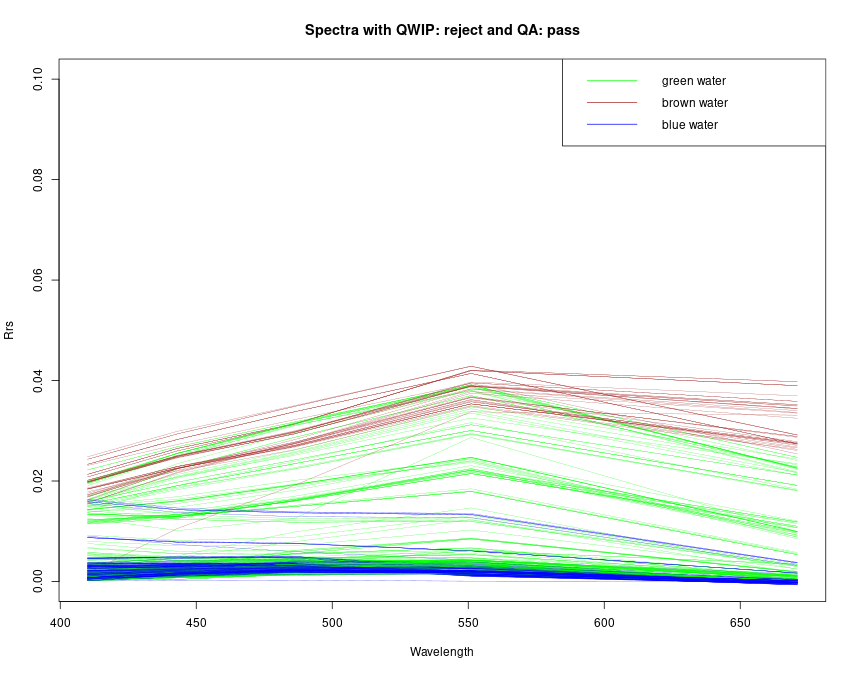 Spectra with QWIP: reject and QA: pass
green water
brown water
blue water
0.10
0.08
0.06
0.04
0.02
0.00
Rrs
400 450 500 550 600 650
Wavelength